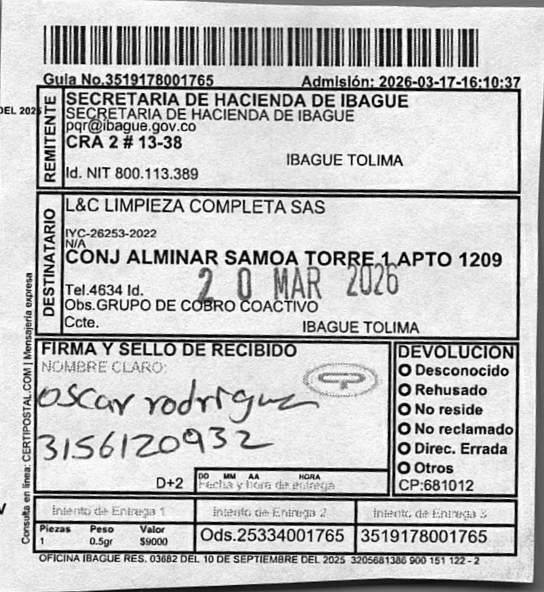 Guia No.3519178001765 Admisión: 2026-03-17-16:10:37
DEL 2025
REMITENTE
SECRETARIA DE HACIENDA DE IBAGUE
SECRETARIA DE HACIENDA DE IBAGUE
pqr@ibague.gov.co
CRA 2 # 13-38
IBAGUE TOLIMA
Id. NIT 800.113.389
DESTINATARIO
L&C LIMPIEZA COMPLETA SAS
IYC-26253-2022
N/A
CONJ ALMINAR SAMOA TORRE 1 APTO 1209
20 MAR 2026
Tel.4634 Id.
Obs.GRUPO DE COBRO COACTIVO
Ccte.
IBAGUE TOLIMA
Consulta en linea: CERTIPOSTAL.COM | Mensajería expresa
FIRMA Y SELLO DE RECIBIDO
NOMBRE CLARO:
oscar rodriguez
3156120932
D+2
DD MM AA HORA
Fecha y hora de entrega
DEVOLUCIÓN
Desconocido
Rehusado
No reside
No reclamado
Direc. Errada
Otros
CP:681012
Intento de Entrega 1 Intento de Entrega 2 Intento de Entrega 3
Piezas Peso Valor
1 0.5gr $9000
Ods.25334001765 3519178001765
OFICINA IBAGUE RES. 03682 DEL 10 DE SEPTIEMBRE DEL 2025 3205681386 900 151 122 - 2